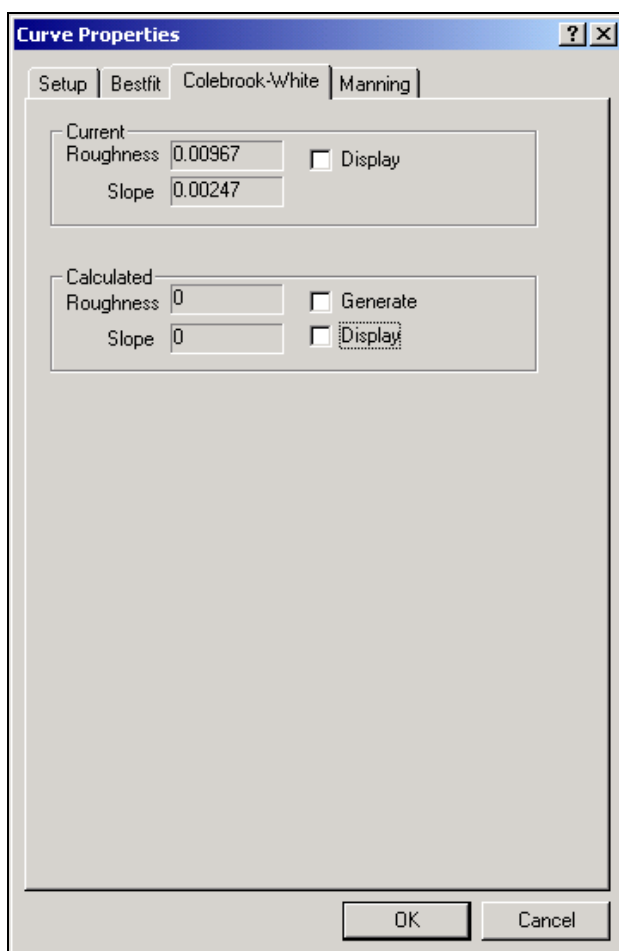 Curve Properties
Setup Bestfit Colebrook-White Manning
Current
Roughness 0.00967 Display
Slope 0.00247
Calculated
Roughness 0 Generate
Slope 0 Display
OK Cancel